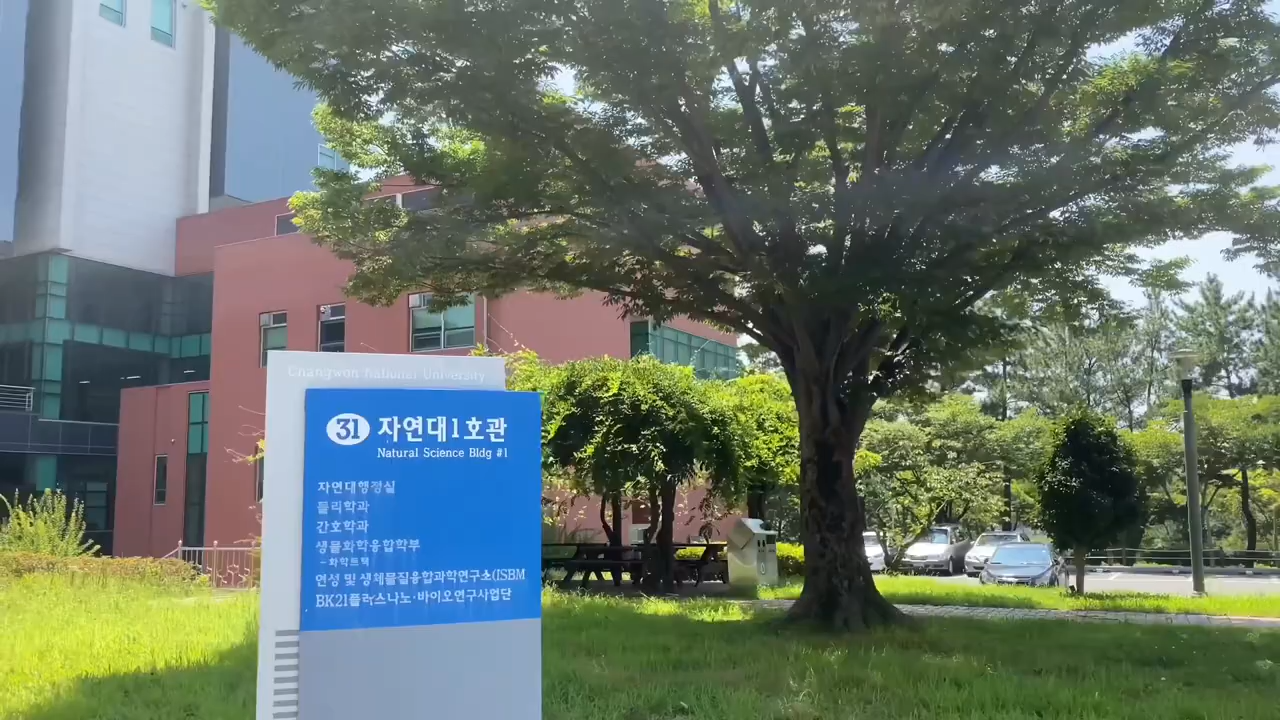 Changwon National University
31 자연대1호관
Natural Science Bldg #1
자연대행정실
물리학과
간호학과
생물화학융합학부
- 화학트랙
연성 및 생체물질융합과학연구소(ISBM
BK21플러스나노·바이오연구사업단